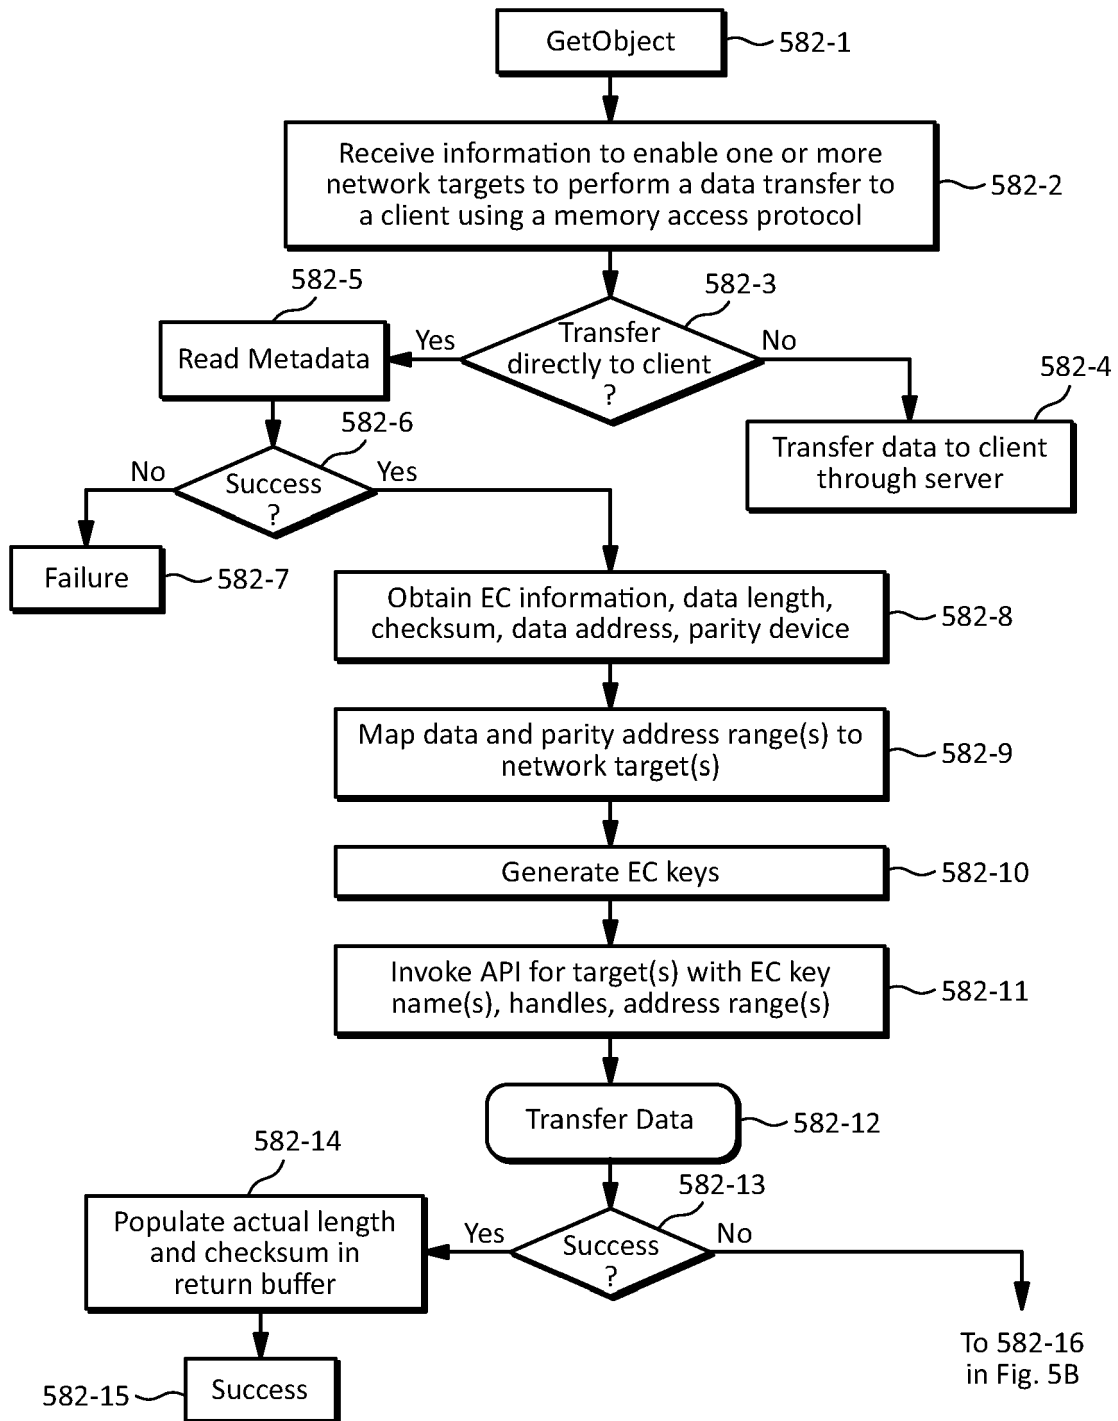 GetObject
582-1
Receive information to enable one or more
network targets to perform a data transfer to
a client using a memory access protocol
582-2
582-5
582-3
Read Metadata
Yes
Transfer
directly to client
?
No
582-4
Transfer data to client
through server
582-6
No
Success
?
Yes
Failure
582-7
Obtain EC information, data length,
checksum, data address, parity device
582-8
Map data and parity address range(s) to
network target(s)
582-9
Generate EC keys
582-10
Invoke API for target(s) with EC key
name(s), handles, address range(s)
582-11
Transfer Data
582-12
582-14
582-13
Populate actual length
and checksum in
return buffer
Yes
Success
?
No
To 582-16
in Fig. 5B
582-15
Success